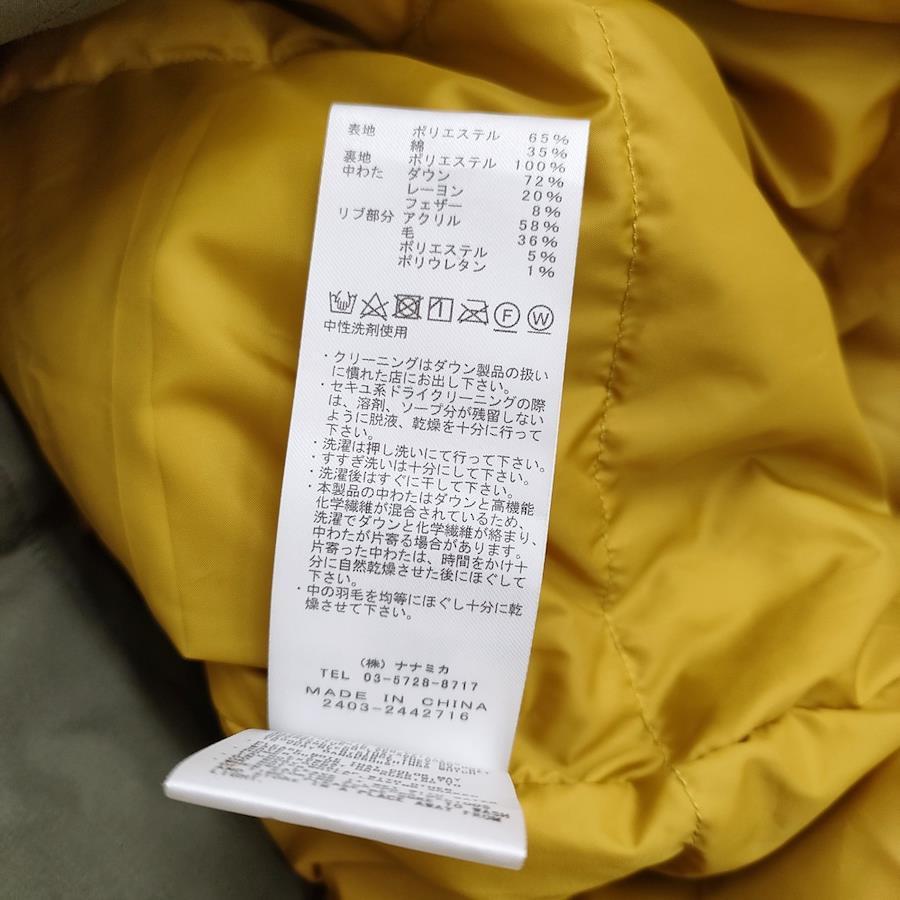 表地 ポリエステル 65%
綿 35%
裏地 ポリエステル 100%
中わた ダウン 72%
レーヨン 20%
フェザー 8%
リブ部分 アクリル 58%
毛 36%
ポリエステル 5%
ポリウレタン 1%
F W
中性洗剤使用
・クリーニングはダウン製品の扱い
に慣れた店にお出し下さい。
・セキユ系ドライクリーニングの際
は、溶剤、ソープ分が残留しない
ように脱液、乾燥を十分に行って
下さい。
・洗濯は押し洗いにて行って下さい。
・すすぎ洗いは十分にして下さい。
・洗濯後はすぐに干して下さい。
・本製品の中わたはダウンと高機能
化学繊維が混合されているため、
洗濯でダウンと化学繊維が絡まり、
中わたが片寄る場合があります。
片寄った中わたは、時間をかけ十
分に自然乾燥させた後にほぐして
下さい。
・中の羽毛を均等にほぐし十分に乾
燥させて下さい。
(株)ナナミカ
TEL 03-5728-8717
MADE IN CHINA
2403-2442716